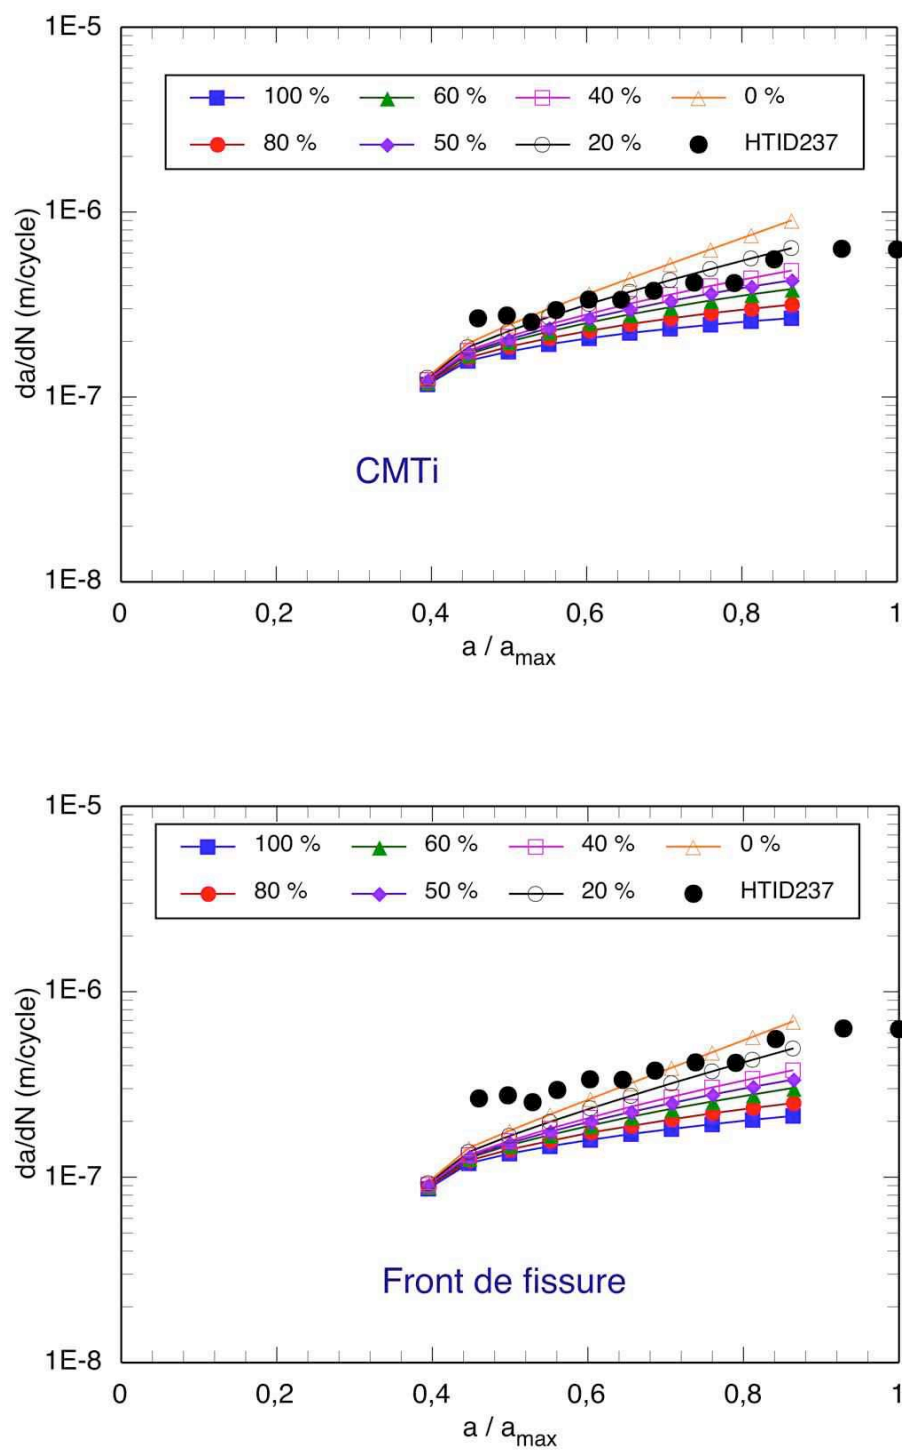 1E-5
100 % 60 % 40 % 0 %
80 % 50 % 20 % HTID237
1E-6
da/dN (m/cycle)
1E-7
CMTi
1E-8
0 0,2 0,4 0,6 0,8 1
a / a_max
1E-5
100 % 60 % 40 % 0 %
80 % 50 % 20 % HTID237
1E-6
da/dN (m/cycle)
1E-7
Front de fissure
1E-8
0 0,2 0,4 0,6 0,8 1
a / a_max